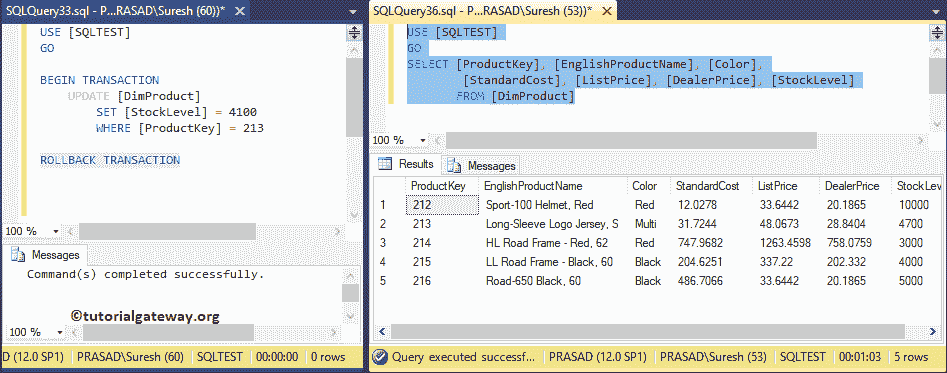 SQLQuery33.sql - P...RASAD\Suresh (60))* ×
USE [SQLTEST]
GO
BEGIN TRANSACTION
UPDATE [DimProduct]
SET [StockLevel] = 4100
WHERE [ProductKey] = 213
ROLLBACK TRANSACTION
100 %
Messages
Command(s) completed successfully.
©tutorialgateway.org
100 %
D (12.0 SP1) PRASAD\Suresh (60) SQLTEST 00:00:00 0 rows
SQLQuery36.sql - P...RASAD\Suresh (53))* ×
USE [SQLTEST]
GO
SELECT [ProductKey], [EnglishProductName], [Color],
[StandardCost], [ListPrice], [DealerPrice], [StockLevel]
FROM [DimProduct]
100 %
Results Messages
ProductKey EnglishProductName Color StandardCost ListPrice DealerPrice StockLev
1 212 Sport-100 Helmet, Red Red 12.0278 33.6442 20.1865 10000
2 213 Long-Sleeve Logo Jersey, S Multi 31.7244 48.0673 28.8404 4700
3 214 HL Road Frame - Red, 62 Red 747.9682 1263.4598 758.0759 3000
4 215 LL Road Frame - Black, 60 Black 204.6251 337.22 202.332 4000
5 216 Road-650 Black, 60 Black 486.7066 33.6442 20.1865 5000
Query executed successf... PRASAD (12.0 SP1) PRASAD\Suresh (53) SQLTEST 00:01:03 5 rows